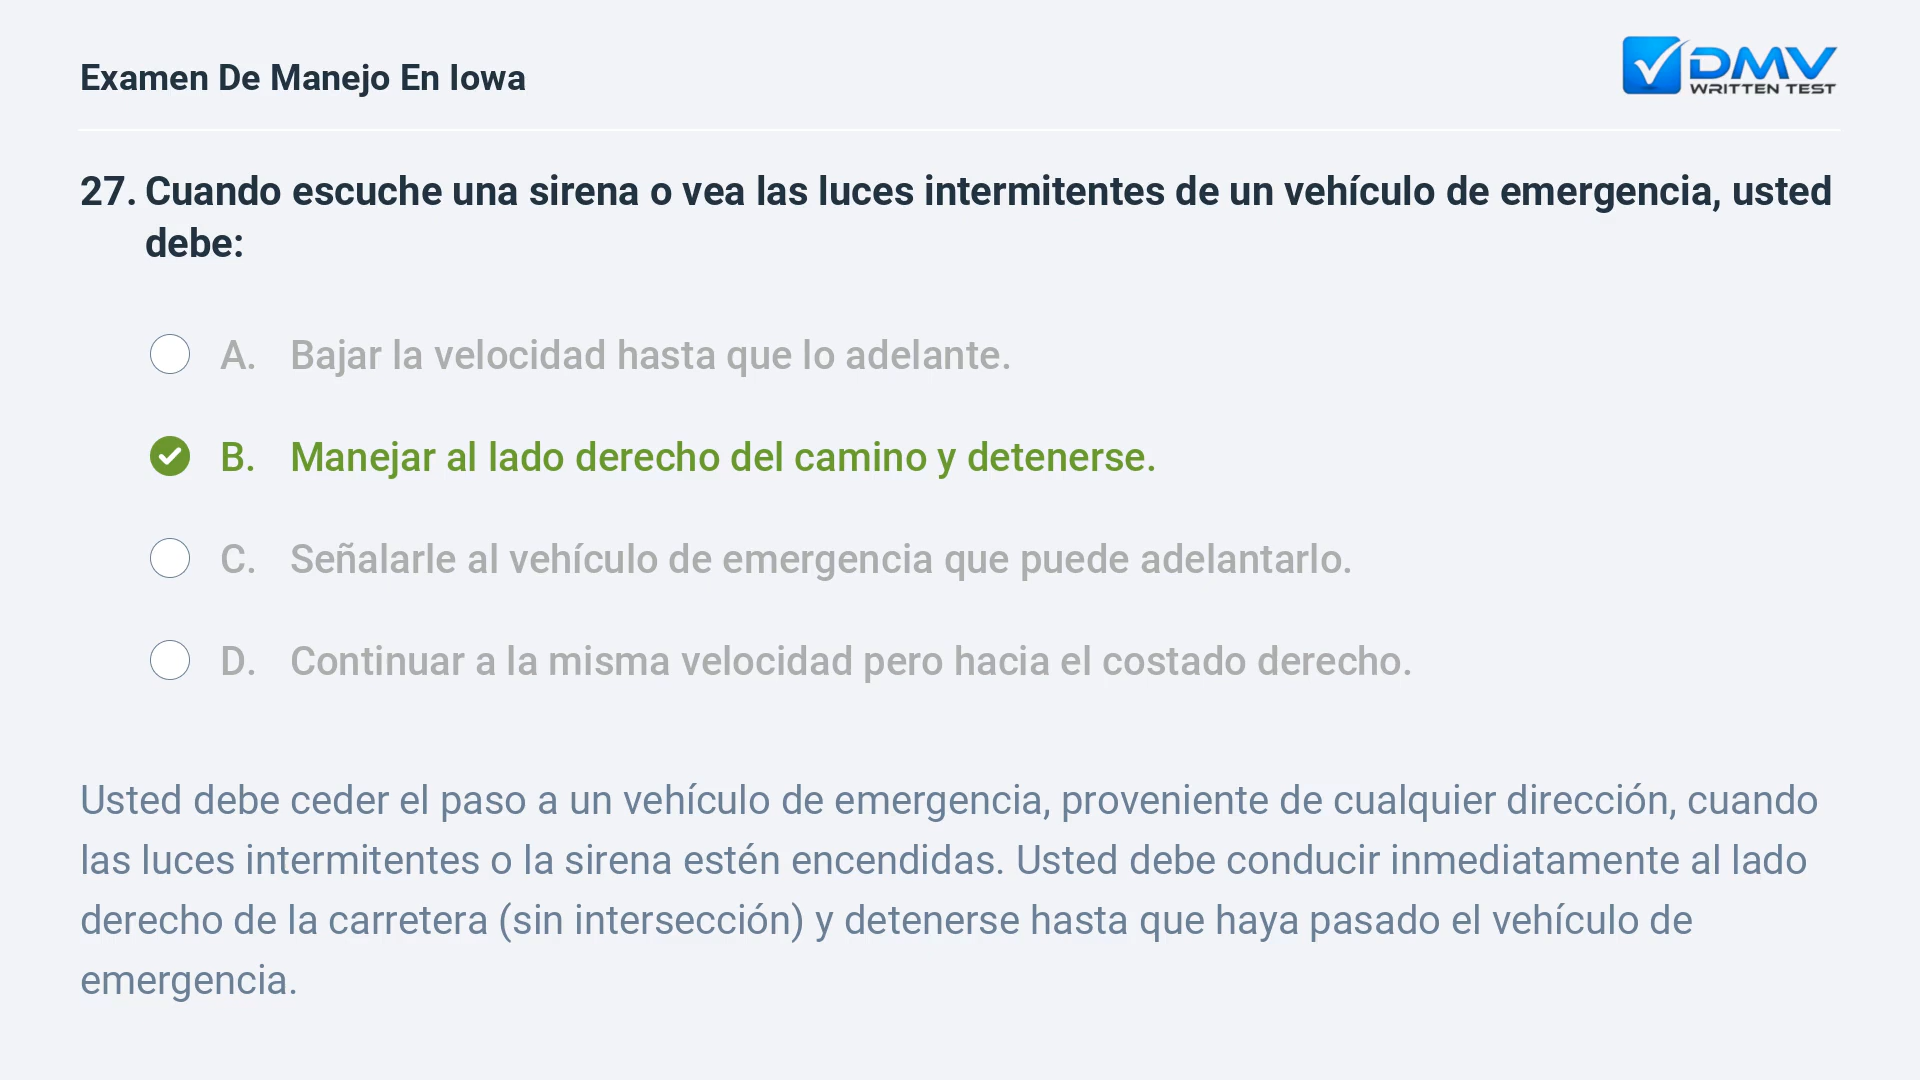 Examen De Manejo En Iowa
DMV
WRITTEN TEST
27. Cuando escuche una sirena o vea las luces intermitentes de un vehículo de emergencia, usted
debe:
A. Bajar la velocidad hasta que lo adelante.
B. Manejar al lado derecho del camino y detenerse.
C. Señalarle al vehículo de emergencia que puede adelantarlo.
D. Continuar a la misma velocidad pero hacia el costado derecho.
Usted debe ceder el paso a un vehículo de emergencia, proveniente de cualquier dirección, cuando
las luces intermitentes o la sirena estén encendidas. Usted debe conducir inmediatamente al lado
derecho de la carretera (sin intersección) y detenerse hasta que haya pasado el vehículo de
emergencia.